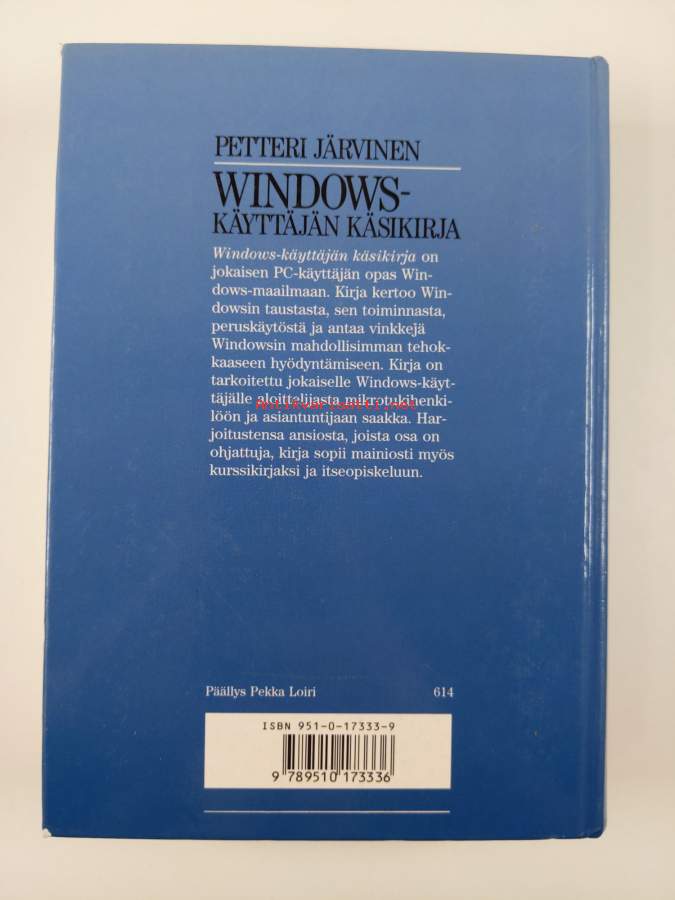 PETTERI JÄRVINEN
WINDOWS-
KÄYTTÄJÄN KÄSIKIRJA
Windows-käyttäjän käsikirja on
jokaisen PC-käyttäjän opas Win-
dows-maailmaan. Kirja kertoo Win-
dowsin taustasta, sen toiminnasta,
peruskäytöstä ja antaa vinkkejä
Windowsin mahdollisimman tehok-
kaaseen hyödyntämiseen. Kirja on
tarkoitettu jokaiselle Windows-käyt-
täjälle aloittelijasta mikrotukihenki-
Antikvariaatti.net
löön ja asiantuntijaan saakka. Har-
joitustensa ansiosta, joista osa on
ohjattuja, kirja sopii mainiosti myös
kurssikirjaksi ja itseopiskeluun.
Päällys Pekka Loiri 614
ISBN 951-0-17333-9
9 789510 173336